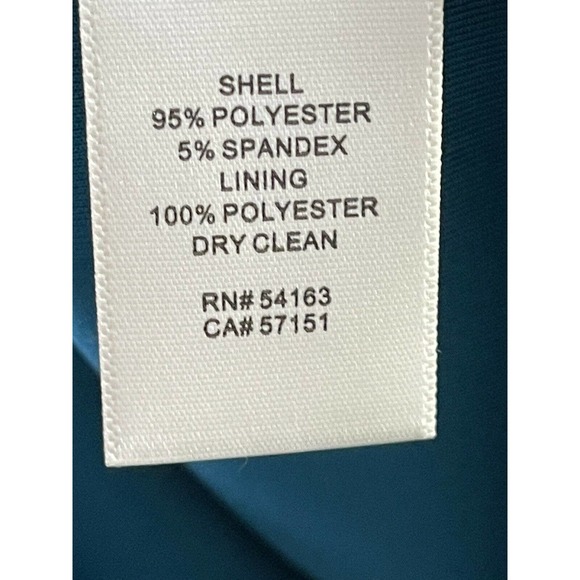 SHELL
95% POLYESTER
5% SPANDEX
LINING
100% POLYESTER
DRY CLEAN
RN# 54163
CA# 57151